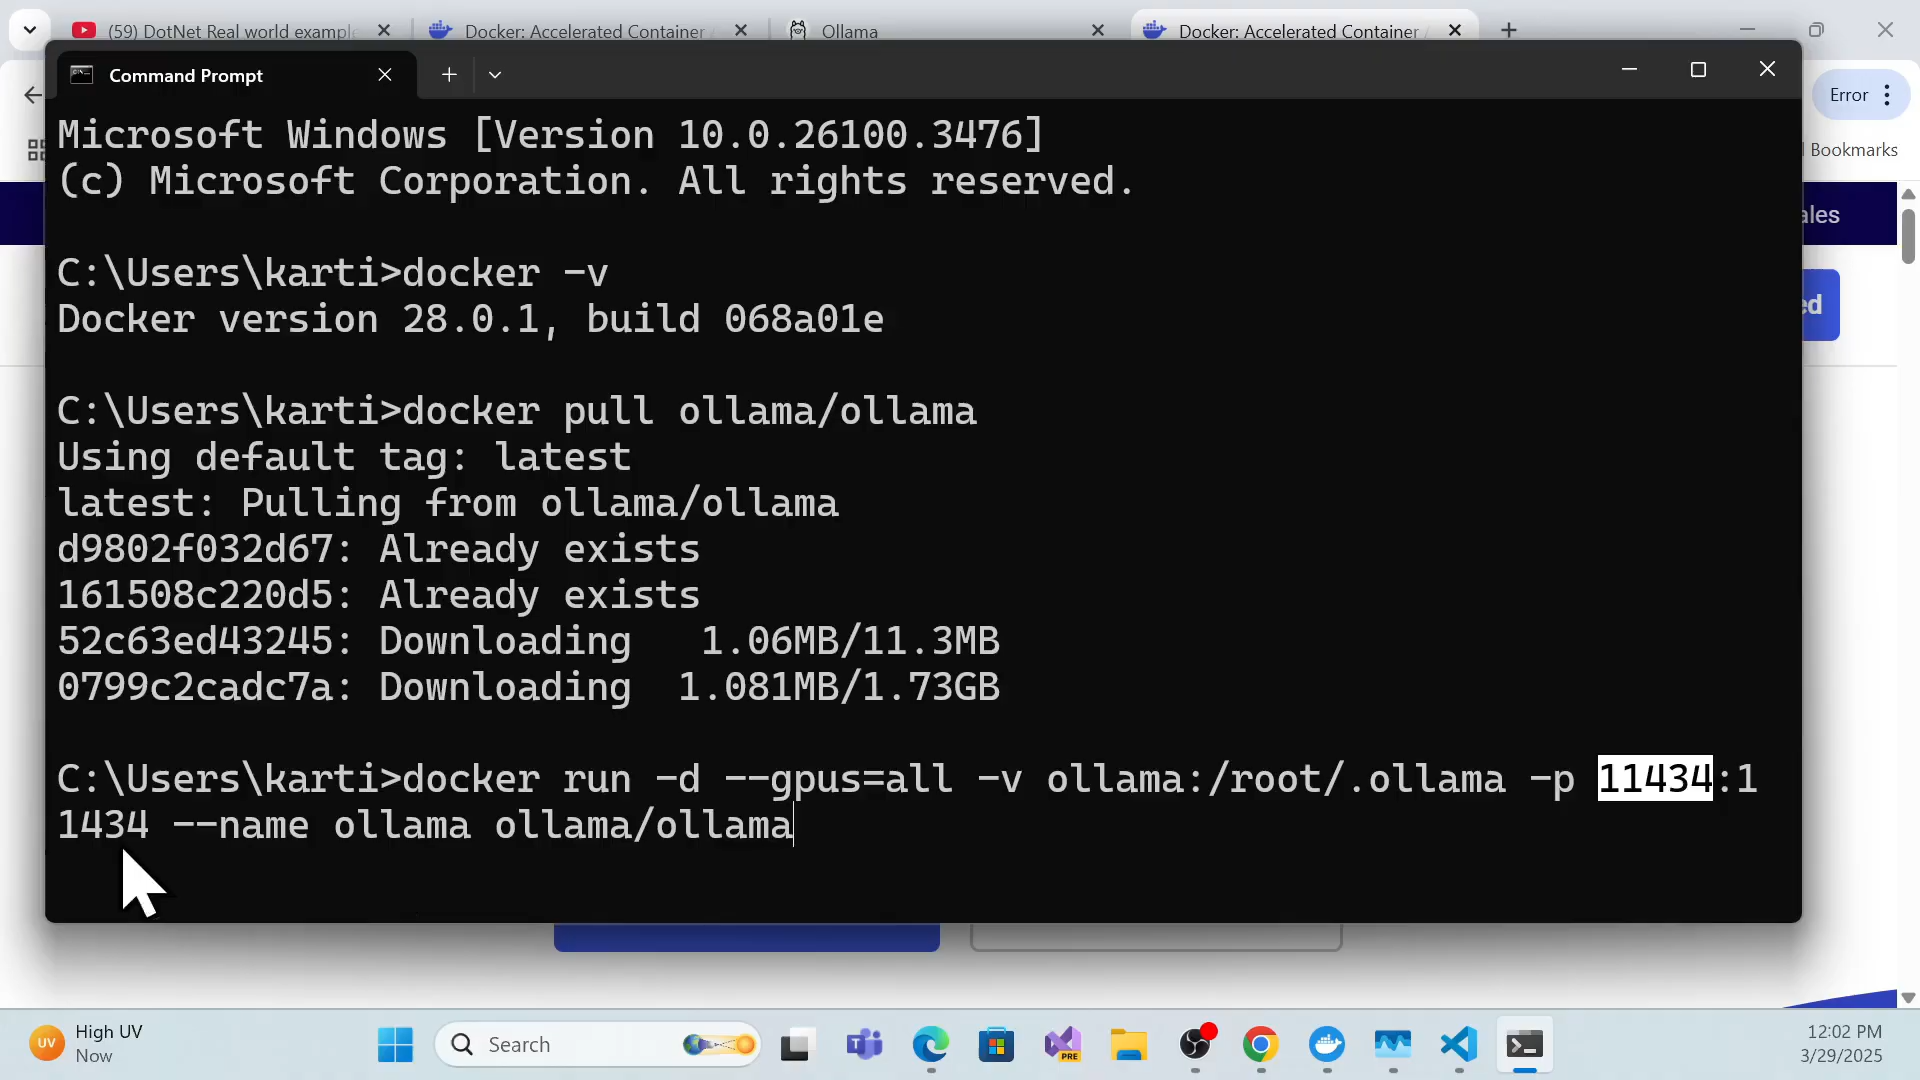 (59) DotNet Real world example
Docker: Accelerated Container
Ollama
Docker: Accelerated Container
Command Prompt
Error
Bookmarks
ales
ed
Microsoft Windows [Version 10.0.26100.3476]
(c) Microsoft Corporation. All rights reserved.
C:\Users\karti>docker -v
Docker version 28.0.1, build 068a01e
C:\Users\karti>docker pull ollama/ollama
Using default tag: latest
latest: Pulling from ollama/ollama
d9802f032d67: Already exists
161508c220d5: Already exists
52c63ed43245: Downloading   1.06MB/11.3MB
0799c2cadc7a: Downloading  1.081MB/1.73GB
C:\Users\karti>docker run -d --gpus=all -v ollama:/root/.ollama -p 11434:1
1434 --name ollama ollama/ollama
UV
High UV
Now
Search
PRE
12:02 PM
3/29/2025